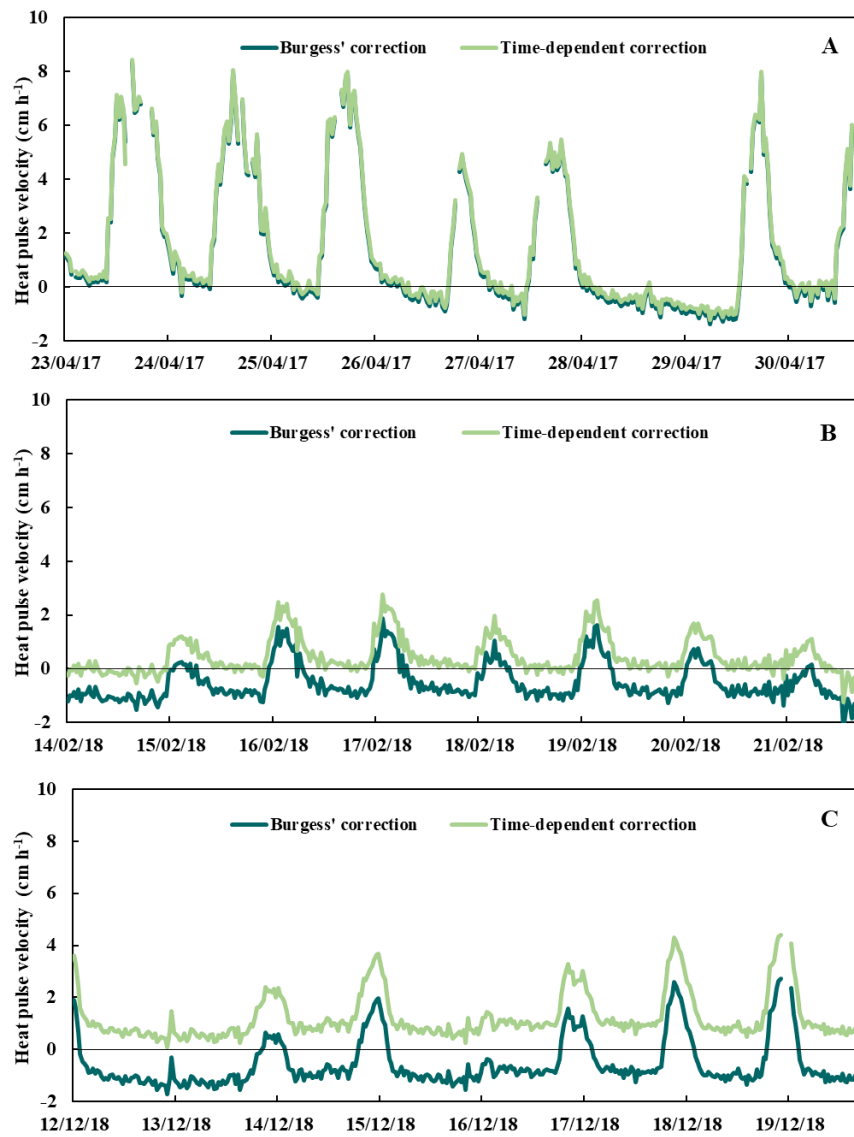 10
Burgess' correction Time-dependent correction A
8
6
4
2
0
-2
Heat pulse velocity (cm h-1)
23/04/17 24/04/17 25/04/17 26/04/17 27/04/17 28/04/17 29/04/17 30/04/17
10
Burgess' correction Time-dependent correction B
8
6
4
2
0
-2
Heat pulse velocity (cm h-1)
14/02/18 15/02/18 16/02/18 17/02/18 18/02/18 19/02/18 20/02/18 21/02/18
10
Burgess' correction Time-dependent correction C
8
6
4
2
0
-2
Heat pulse velocity (cm h-1)
12/12/18 13/12/18 14/12/18 15/12/18 16/12/18 17/12/18 18/12/18 19/12/18